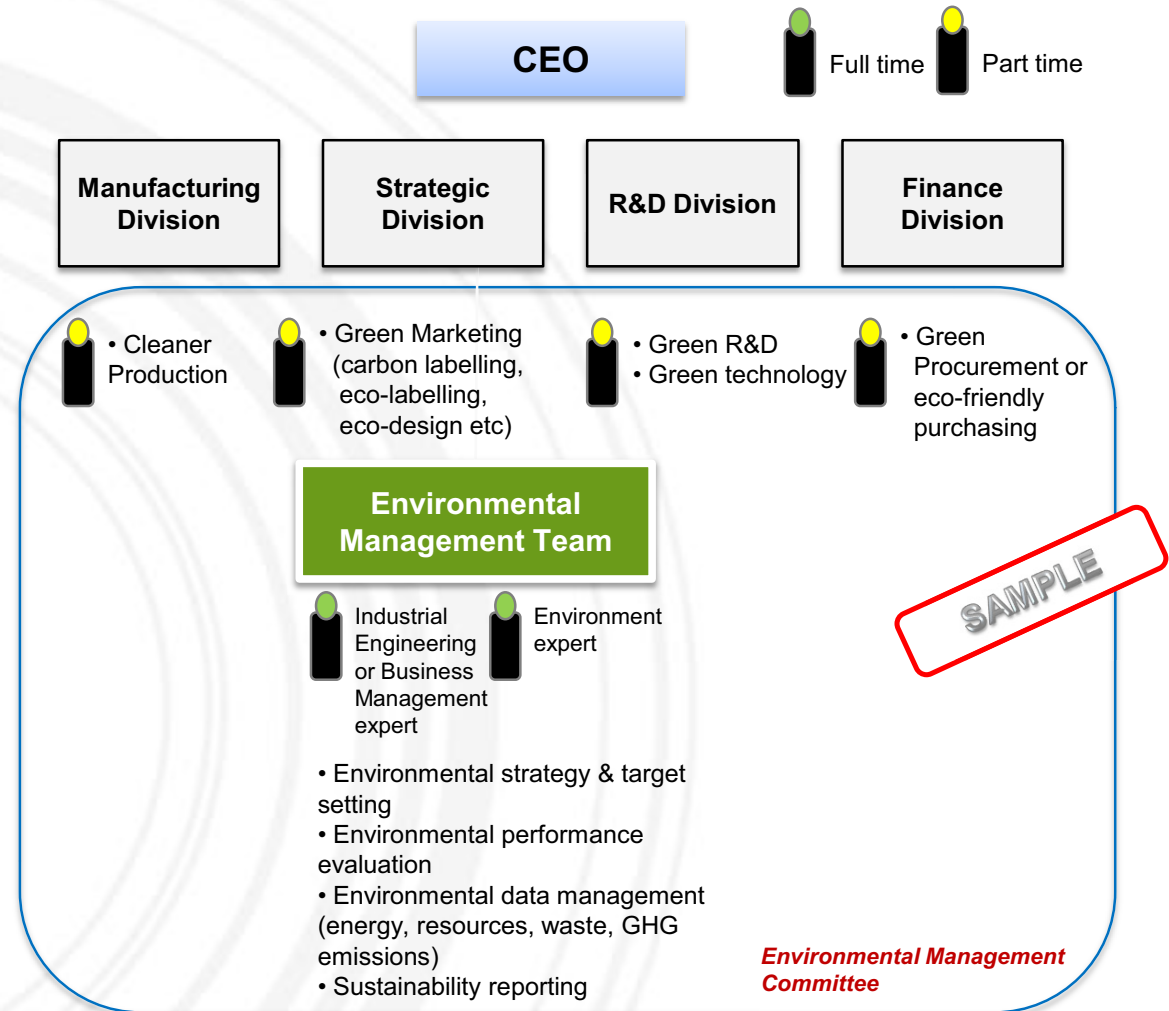 CEO
Full time
Part time
Manufacturing
Division
Strategic
Division
R&D Division
Finance
Division
• Cleaner
Production
• Green Marketing
(carbon labelling,
eco-labelling,
eco-design etc)
• Green R&D
• Green technology
• Green
Procurement or
eco-friendly
purchasing
Environmental
Management Team
SAMPLE
Industrial
Engineering
or Business
Management
expert
Environment
expert
• Environmental strategy & target
setting
• Environmental performance
evaluation
• Environmental data management
(energy, resources, waste, GHG
emissions)
• Sustainability reporting
Environmental Management
Committee